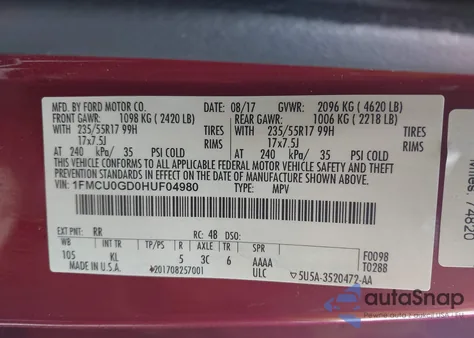 MFD. BY FORD MOTOR CO.
DATE: 08/17 GVWR: 2096 KG ( 4620 LB)
FRONT GAWR: 1098 KG ( 2420 LB) REAR GAWR: 1006 KG ( 2218 LB)
WITH WITH
235/55R17 99H TIRES 235/55R17 99H TIRES
17x7.5J RIMS 17x7.5J RIMS
AT 240 kPa/ 35 PSI COLD AT 240 kPa/ 35 PSI COLD
THIS VEHICLE CONFORMS TO ALL APPLICABLE FEDERAL MOTOR VEHICLE SAFETY AND THEFT
PREVENTION STANDARDS IN EFFECT ON THE DATE OF MANUFACTURE SHOWN ABOVE.
VIN: 1FMCU0GD0HUF04980 TYPE: MPV
EXT PNT: RR RC: 48 DSO:
WB INT TR TP/PS R AXLE TR SPR
105 KL 5 3C 6 AAAA
F0098
T0288
MADE IN U.S.A. 201708257001 ULC 5U5A-3520472-AA
74820
autoSnap